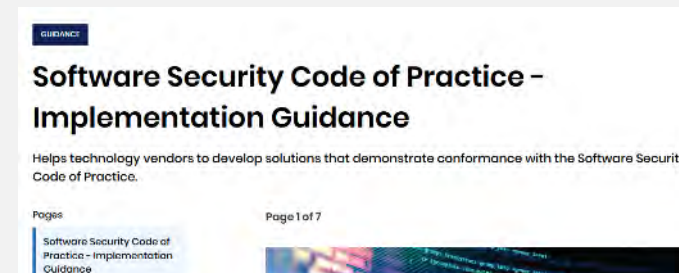 GUIDANCE
Software Security Code of Practice -
Implementation Guidance
Helps technology vendors to develop solutions that demonstrate conformance with the Software Securit
Code of Practice.
Pages
Page 1 of 7
Software Security Code of
Practice - Implementation
Guidance